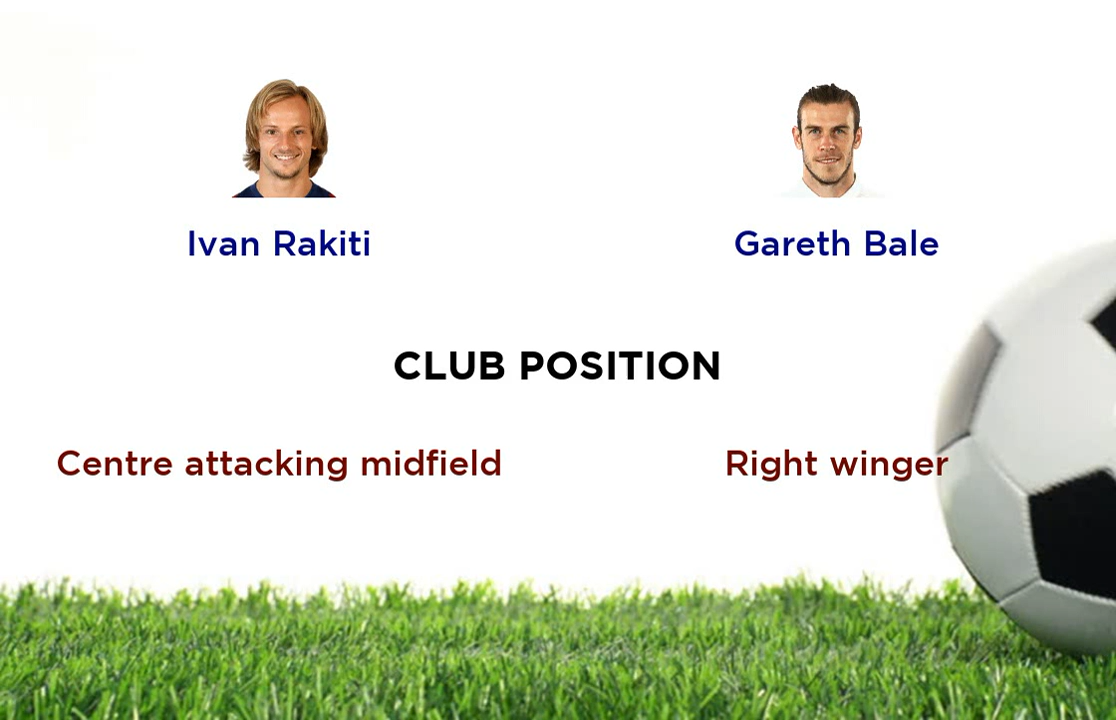 Ivan Rakiti
Gareth Bale
CLUB POSITION
Centre attacking midfield
Right winger